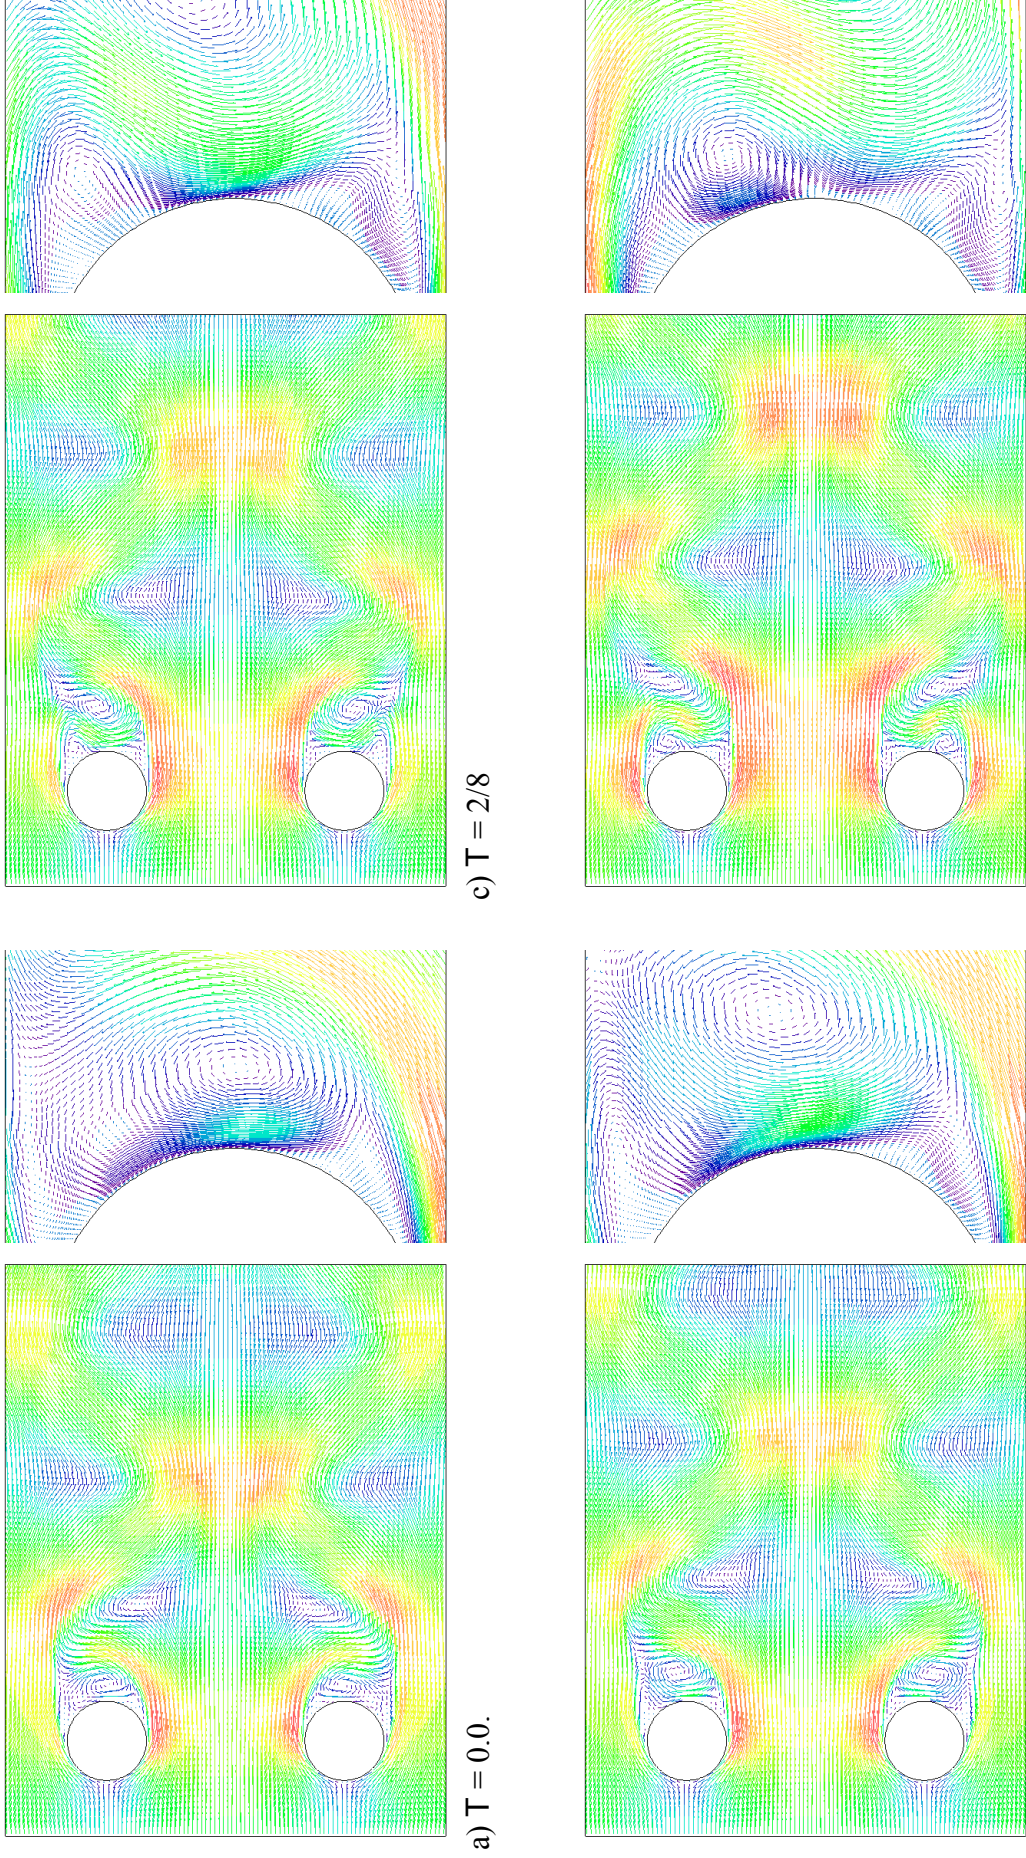 a) T = 0.0.
c) T = 2/8